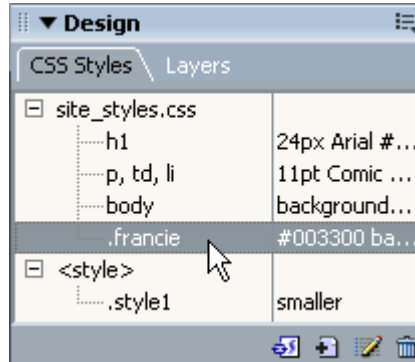 Design
CSS Styles Layers
site_styles.css
h1 24px Arial #...
p, td, li 11pt Comic ...
body background...
.francie #003300 ba...
<style>
.style1 smaller